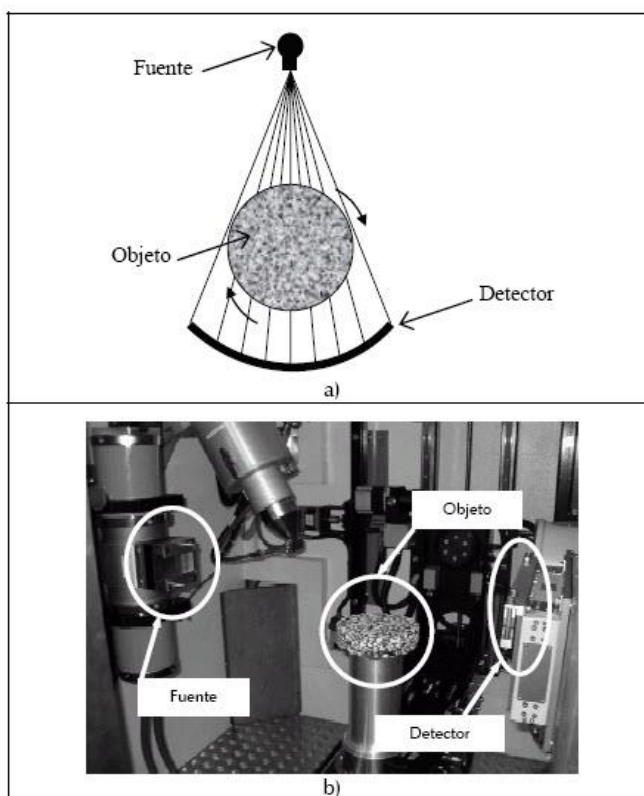 Fuente
Objeto
Detector
a)
Objeto
Fuente
Detector
b)